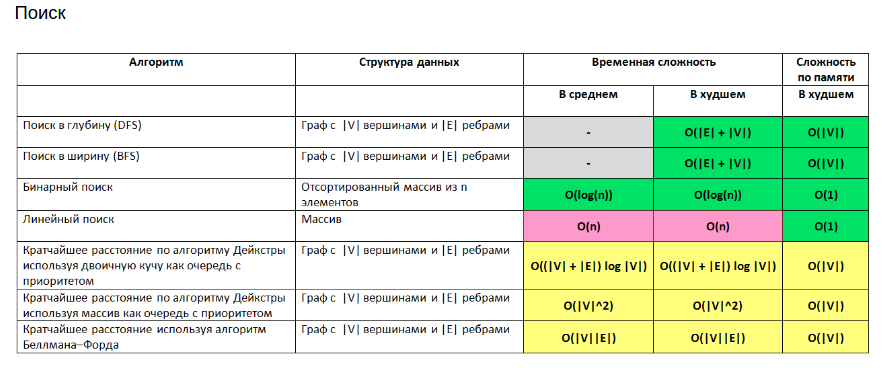 Поиск
Алгоритм Структура данных Временная сложность Сложность
по памяти
В среднем В худшем В худшем
Поиск в глубину (DFS) Граф с |V| вершинами и |E| ребрами - O(|E| + |V|) O(|V|)
Поиск в ширину (BFS) Граф с |V| вершинами и |E| ребрами - O(|E| + |V|) O(|V|)
Бинарный поиск Отсортированный массив из n O(log(n)) O(log(n)) O(1)
элементов
Линейный поиск Массив O(n) O(n) O(1)
Кратчайшее расстояние по алгоритму Дейкстры Граф с |V| вершинами и |E| ребрами
используя двоичную кучу как очередь с O((|V| + |E|) log |V|) O((|V| + |E|) log |V|) O(|V|)
приоритетом
Кратчайшее расстояние по алгоритму Дейкстры Граф с |V| вершинами и |E| ребрами O(|V|^2) O(|V|^2) O(|V|)
используя массив как очередь с приоритетом
Кратчайшее расстояние используя алгоритм Граф с |V| вершинами и |E| ребрами O(|V||E|) O(|V||E|) O(|V|)
Беллмана–Форда